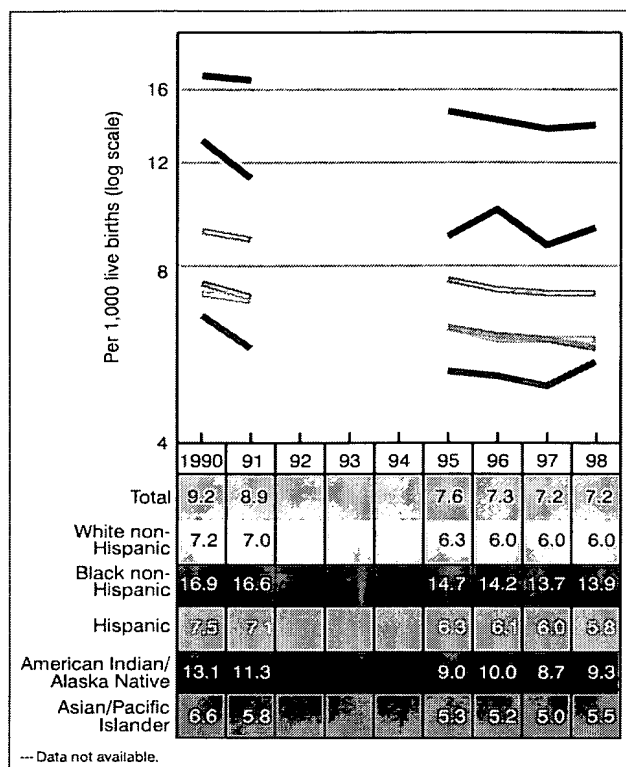 Per 1,000 live births (log scale)
16
12
8
4
1990 91 92 93 94 95 96 97 98
Total 9.2 8.9 7.6 7.3 7.2 7.2
White non-
Hispanic 7.2 7.0 6.3 6.0 6.0 6.0
Black non-
Hispanic 16.9 16.6 14.7 14.2 13.7 13.9
Hispanic 7.5 7.1 6.3 6.1 6.0 5.8
American Indian/
Alaska Native 13.1 11.3 9.0 10.0 8.7 9.3
Asian/Pacific
Islander 6.6 5.8 5.3 5.2 5.0 5.5
--- Data not available.